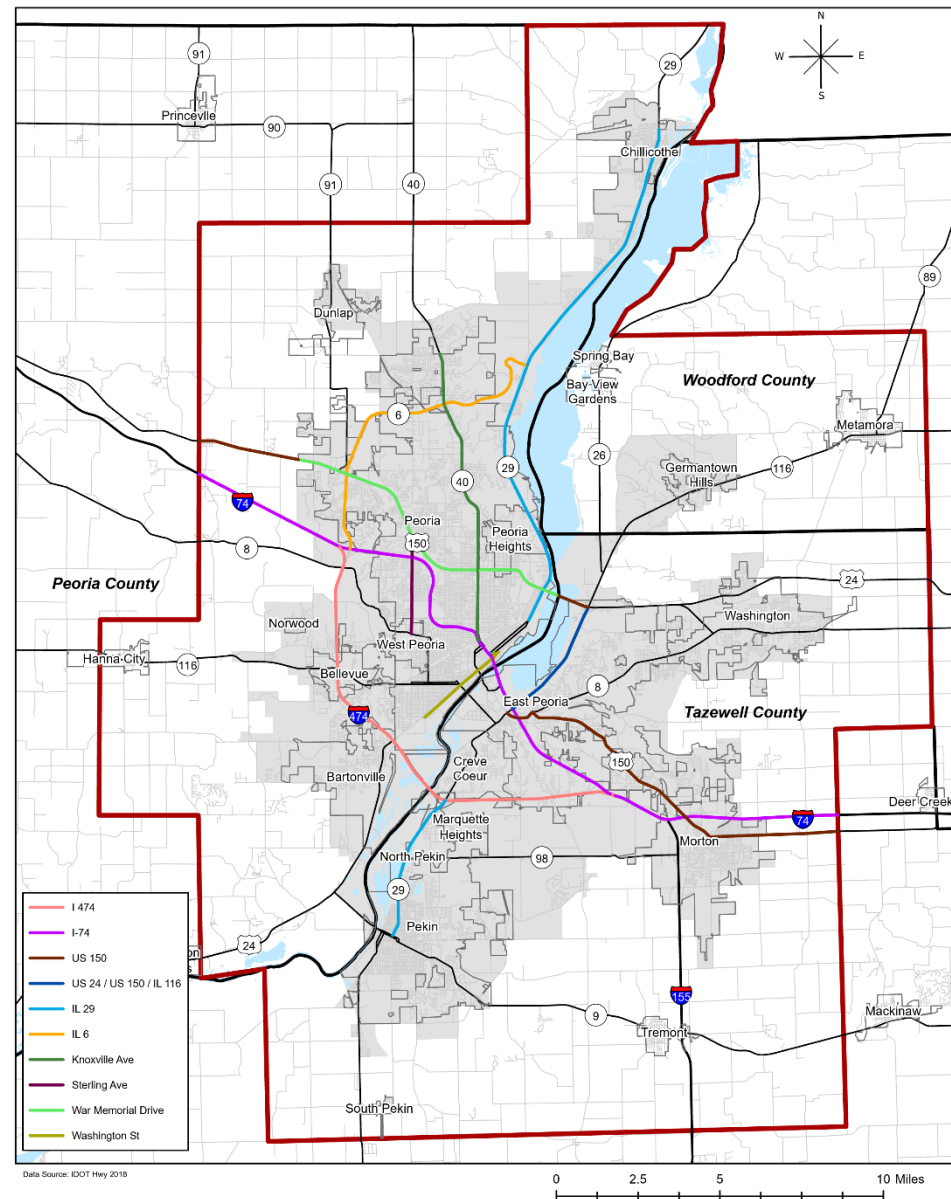 N
W E
S
91
29
Princevlle
90
Chillicothe
91
40
89
Dunlap
Spring Bay
Bay View
Gardens
Woodford County
6
Metamora
29
26
116
Germantown
Hills
40
74
Peoria
150
Peoria
Heights
8
Peoria County
24
Norwood
Washington
West Peoria
Hanna-City
116
Bellevue
8
East Peoria
474
Tazewell County
150
Bartonville
Creve
Coeur
Deer Creek
Marquette
Heights
74
Morton
North Pekin
98
29
Pekin
24
on
s
155
9
Mackinaw
Tremont
South Pekin
I 474
I-74
US 150
US 24 / US 150 / IL 116
IL 29
IL 6
Knoxville Ave
Sterling Ave
War Memorial Drive
Washington St
Data Source: IDOT Hwy 2018
0 2.5 5 10 Miles